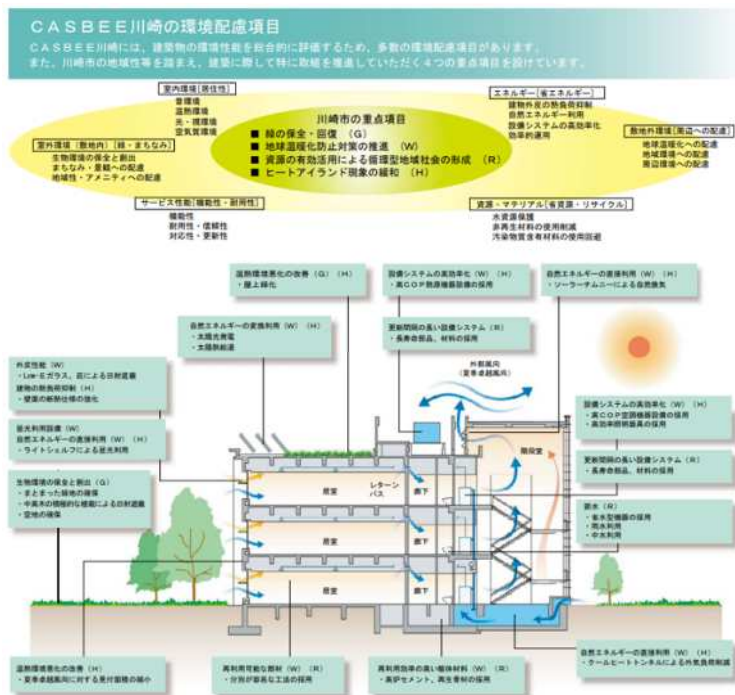 CASBEE川崎の環境配慮項目
CASBEE川崎には、建築物の環境性能を総合的に評価するため、多数の環境配慮項目があります。
また、川崎市の地域性等を踏まえ、建築に際して特に取組を推進していただく4つの重点項目を設けています。
室内環境[居住性]
音環境
温熱環境
光・視環境
空気質環境
エネルギー[省エネルギー]
建物外皮の熱負荷抑制
自然エネルギー利用
設備システムの高効率化
効率的運用
川崎市の重点項目
■ 緑の保全・回復(G)
■ 地球温暖化防止対策の推進(W)
■ 資源の有効活用による循環型地域社会の形成(R)
■ ヒートアイランド現象の緩和(H)
室外環境(敷地内)[緑・まちなみ]
生物環境の保全と創出
まちなみ・景観への配慮
地域性・アメニティへの配慮
敷地外環境[周辺への配慮]
地球温暖化への配慮
地域環境への配慮
周辺環境への配慮
サービス性能[機能性・耐用性]
機能性
耐用性・信頼性
対応性・更新性
資源・マテリアル[省資源・リサイクル]
水資源保護
非再生材料の使用削減
汚染物質含有材料の使用回避
温熱環境悪化の改善(G)(H)
・屋上緑化
設備システムの高効率化(W)(H)
・高COP熱源機器設備の採用
自然エネルギーの直接利用(W)(H)
・ソーラーチムニーによる自然換気
自然エネルギーの変換利用(W)(H)
・太陽光発電
・太陽熱給湯
更新間隔の長い設備システム(R)
・長寿命部品、材料の採用
外部風向
(夏季卓越風向)
外皮性能(W)
・Low-Eガラス、庇による日射遮蔽
建物の熱負荷抑制(H)
・壁面の断熱仕様の強化
設備システムの高効率化(W)(H)
・高COP空調機器設備の採用
・高効率照明器具の採用
昼光利用設備(W)
自然エネルギーの直接利用(W)(H)
・ライトシェルフによる昼光利用
階段室
更新間隔の長い設備システム(R)
・長寿命部品、材料の採用
生物環境の保全と創出(G)
・まとまった緑地の確保
・中高木の積極的な植栽による日射遮蔽
・空地の確保
居室
レターン
パス
廊下
節水(R)
・省水型機器の採用
・雨水利用
・中水利用
居室
廊下
居室
廊下
温熱環境悪化の改善(H)
・夏季卓越風向に対する見付面積の縮小
再利用可能な部材(W)(R)
・分別が容易な工法の採用
再利用効率の高い躯体材料(W)(R)
・高炉セメント、再生骨材の採用
自然エネルギーの直接利用(W)(H)
・クールヒートトンネルによる外気負荷削減